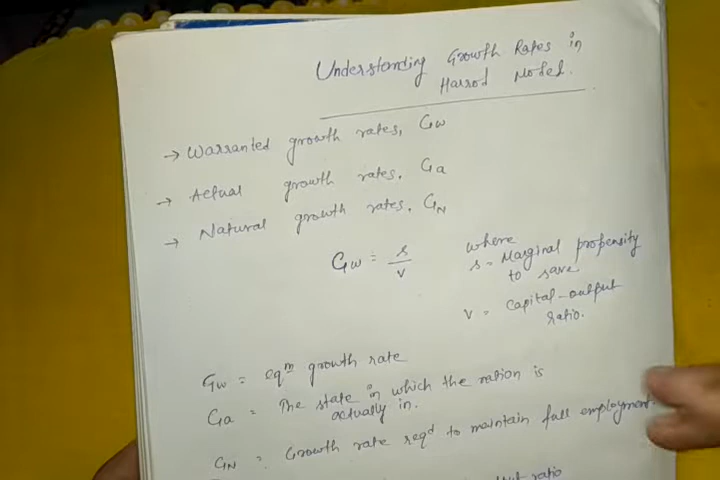 Understanding Growth Rates in
Harrod Model.
→ Warranted growth rates, Gw
→ Actual growth rates, Ga
→ Natural growth rates, GN
Gw = s/v
where
s = Marginal propensity
to save
v = Capital-output
ratio.
Gw = eqm growth rate
Ga = The state in which the nation is
actually in.
GN = Growth rate reqd to maintain full employment
ratio